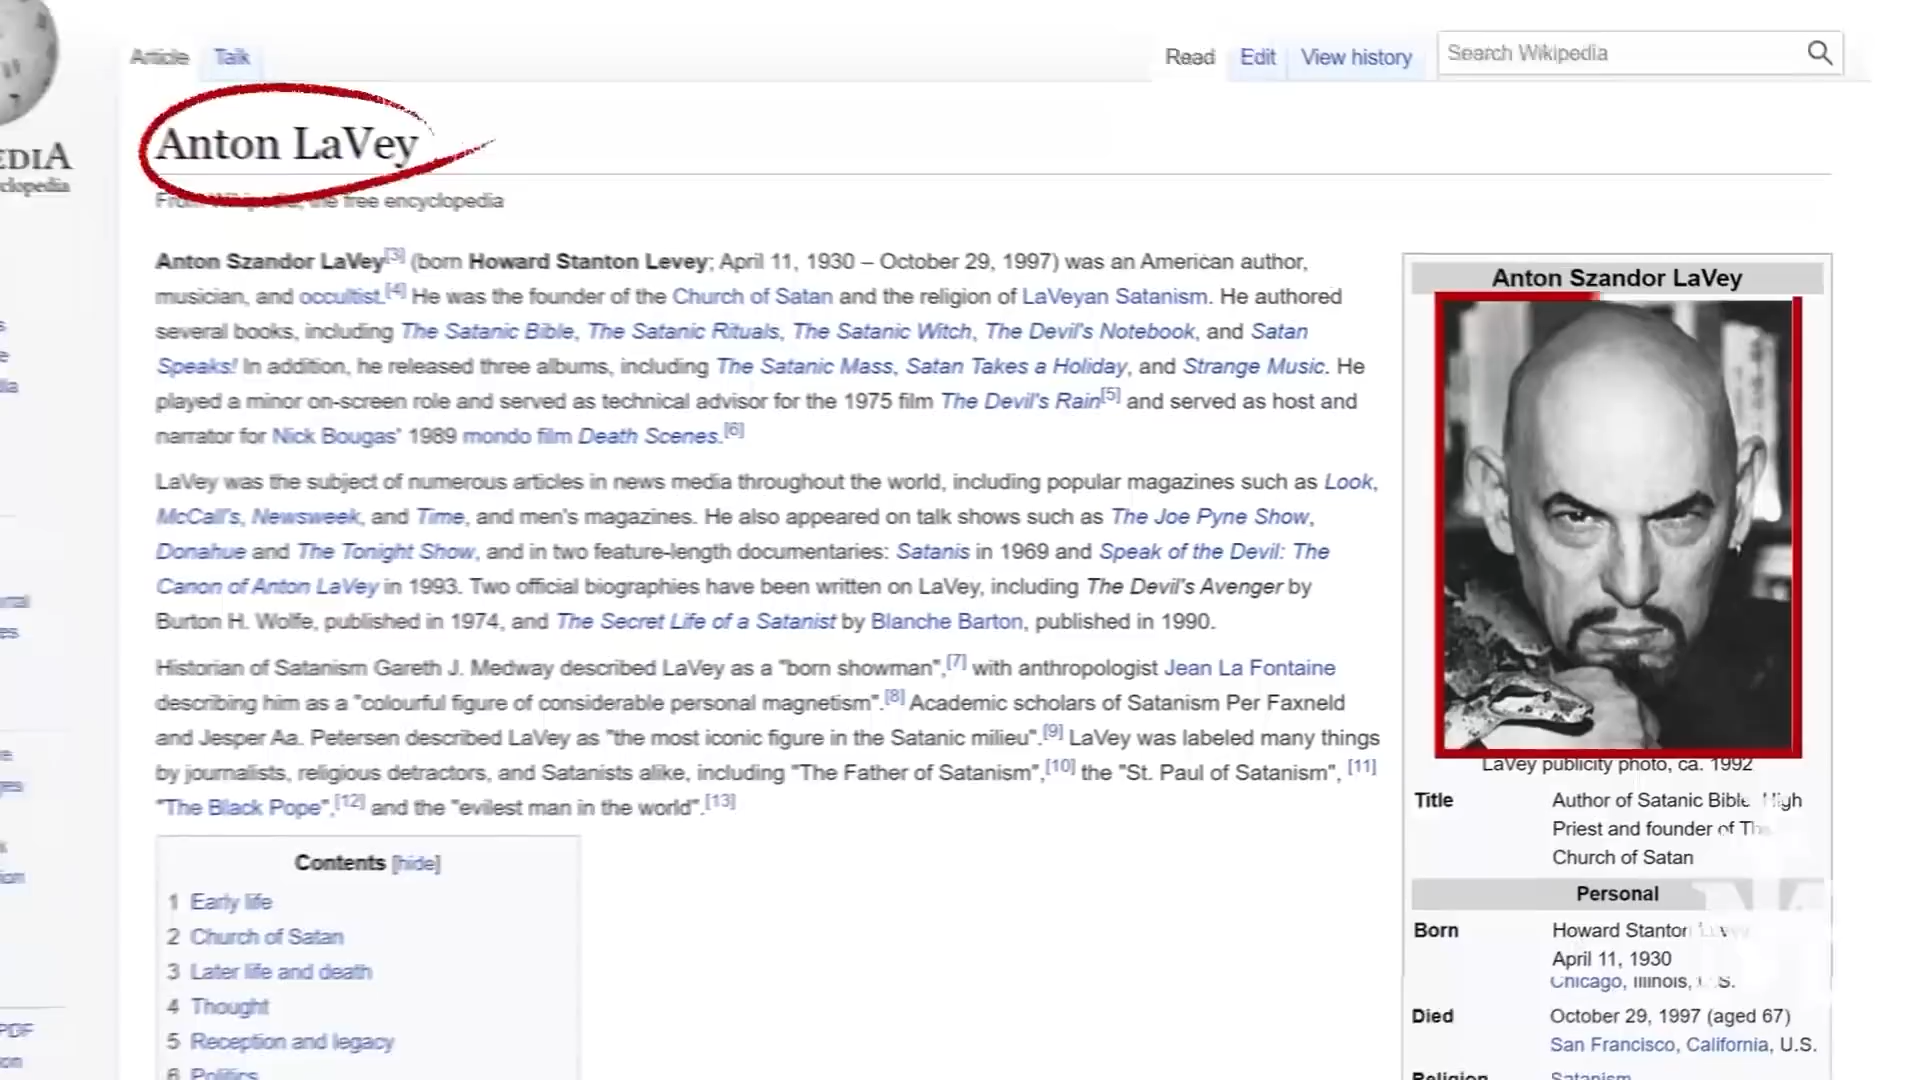 Article Talk
Read Edit View history Search Wikipedia
Anton LaVey
EDIA
clopedia
the free encyclopedia
Anton Szandor LaVey[3] (born Howard Stanton Levey; April 11, 1930 – October 29, 1997) was an American author,
musician, and occultist.[4] He was the founder of the Church of Satan and the religion of LaVeyan Satanism. He authored
several books, including The Satanic Bible, The Satanic Rituals, The Satanic Witch, The Devil's Notebook, and Satan
Speaks! In addition, he released three albums, including The Satanic Mass, Satan Takes a Holiday, and Strange Music. He
played a minor on-screen role and served as technical advisor for the 1975 film The Devil's Rain[5] and served as host and
narrator for Nick Bougas' 1989 mondo film Death Scenes.[6]
LaVey was the subject of numerous articles in news media throughout the world, including popular magazines such as Look,
McCall's, Newsweek, and Time, and men's magazines. He also appeared on talk shows such as The Joe Pyne Show,
Donahue and The Tonight Show, and in two feature-length documentaries: Satanis in 1969 and Speak of the Devil: The
Canon of Anton LaVey in 1993. Two official biographies have been written on LaVey, including The Devil's Avenger by
Burton H. Wolfe, published in 1974, and The Secret Life of a Satanist by Blanche Barton, published in 1990.
Historian of Satanism Gareth J. Medway described LaVey as a "born showman",[7] with anthropologist Jean La Fontaine
describing him as a "colourful figure of considerable personal magnetism".[8] Academic scholars of Satanism Per Faxneld
and Jesper Aa. Petersen described LaVey as "the most iconic figure in the Satanic milieu".[9] LaVey was labeled many things
by journalists, religious detractors, and Satanists alike, including "The Father of Satanism",[10] the "St. Paul of Satanism", [11]
"The Black Pope",[12] and the "evilest man in the world".[13]
Contents [hide]
1 Early life
2 Church of Satan
3 Later life and death
4 Thought
5 Reception and legacy
6 Politics
Anton Szandor LaVey
LaVey publicity photo, ca. 1992
Title Author of Satanic Bible High
Priest and founder of The
Church of Satan
Personal
Born Howard Stanton
April 11, 1930
Chicago, Illinois,
Died October 29, 1997 (aged 67)
San Francisco, California, U.S.
Religion Satanism
PDF